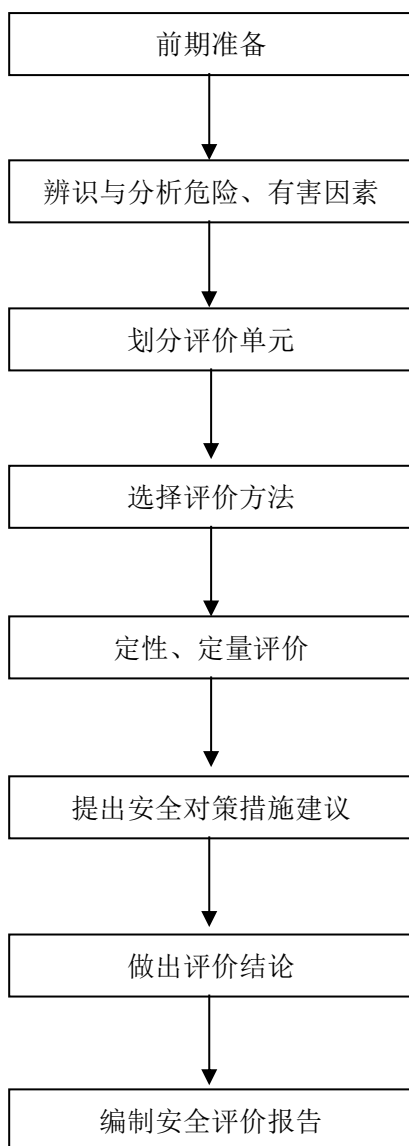 前期准备
辨识与分析危险、有害因素
划分评价单元
选择评价方法
定性、定量评价
提出安全对策措施建议
做出评价结论
编制安全评价报告